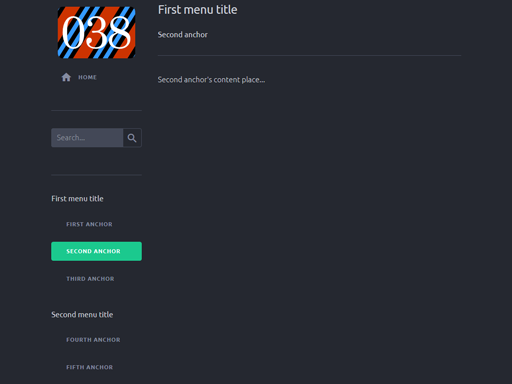 038
HOME
Search...
First menu title
FIRST ANCHOR
SECOND ANCHOR
THIRD ANCHOR
Second menu title
FOURTH ANCHOR
FIFTH ANCHOR
First menu title
Second anchor
Second anchor's content place...